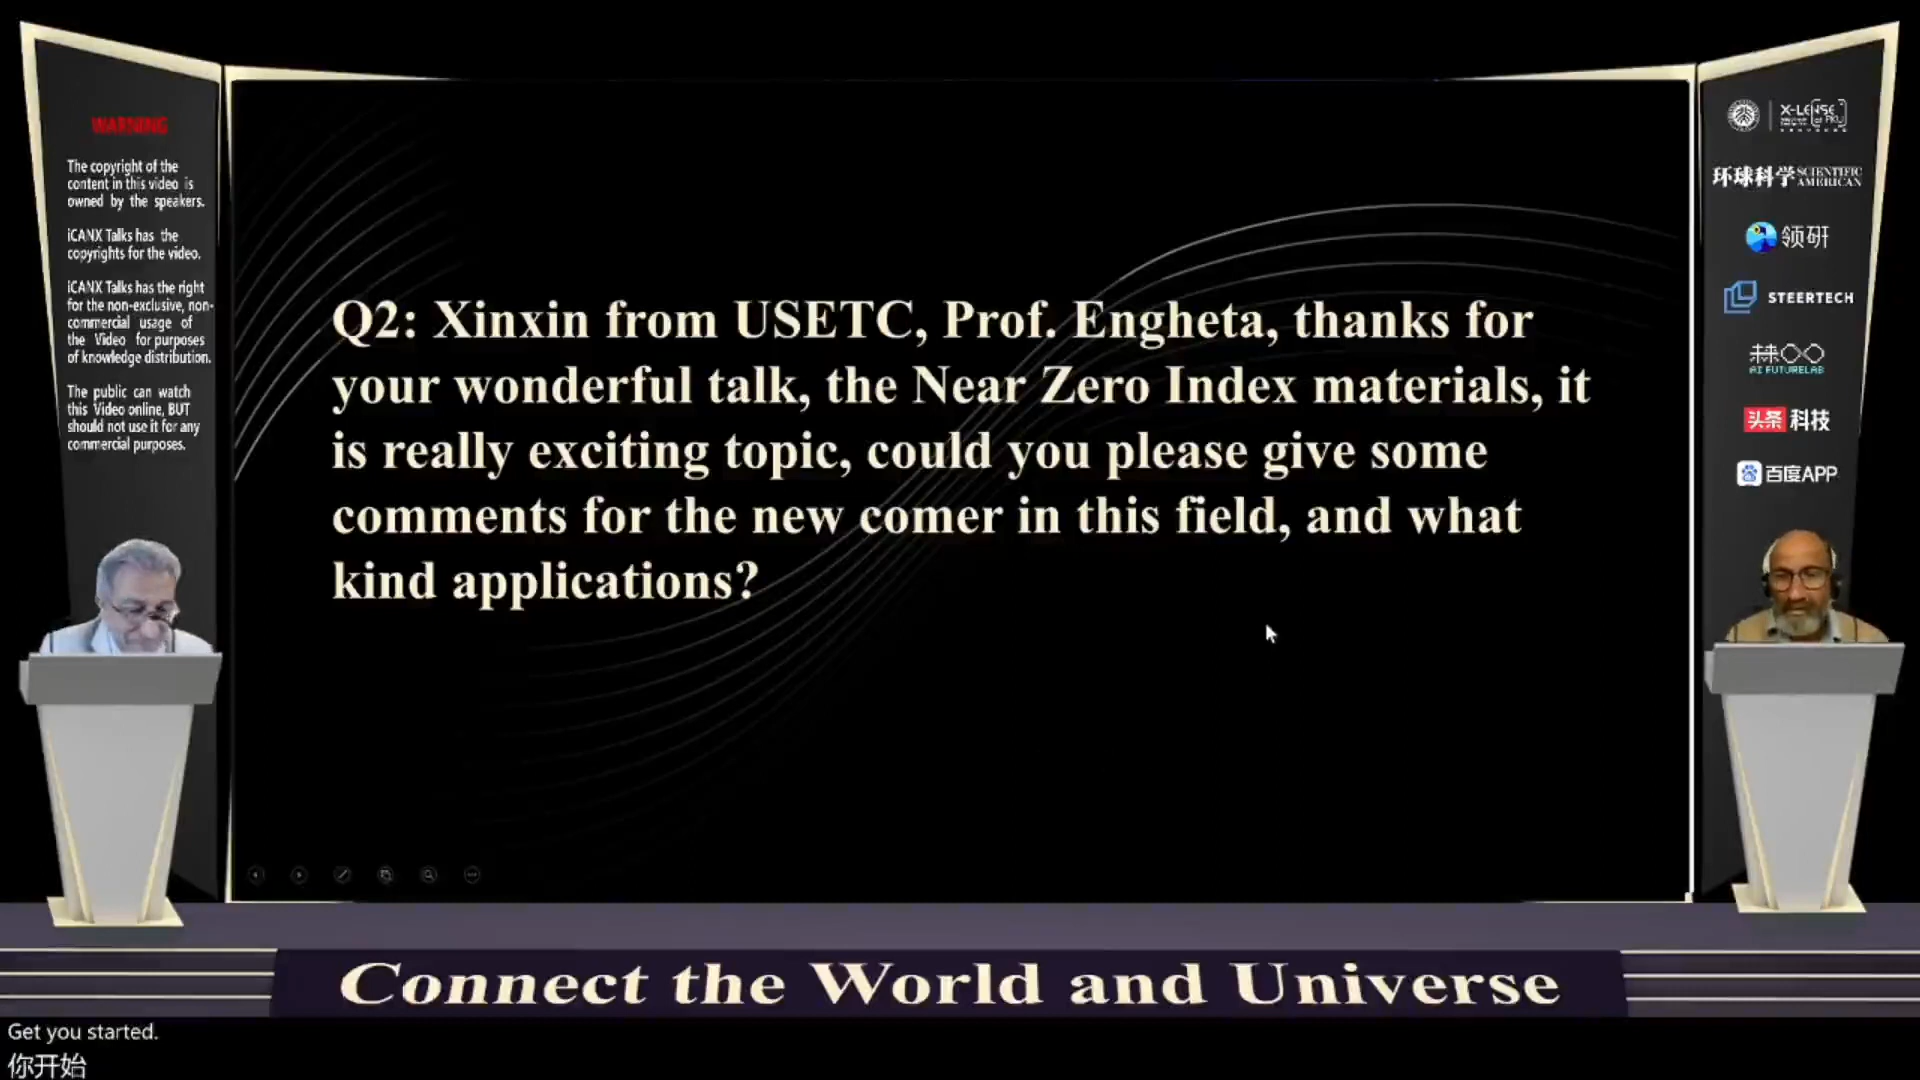 WARNING
The copyright of the
content in this video is
owned by the speakers.
iCANX Talks has the
copyrights for the video.
iCANX Talks has the right
for the non-exclusive, non-
commercial usage of
the Video for purposes
of knowledge distribution.
The public can watch
this Video online, BUT
should not use it for any
commercial purposes.
Q2: Xinxin from USETC, Prof. Engheta, thanks for
your wonderful talk, the Near Zero Index materials, it
is really exciting topic, could you please give some
comments for the new comer in this field, and what
kind applications?
X-LENSE
环球科学 SCIENTIFIC
AMERICAN
领研
STEERTECH
AI FUTURELAB
头条 科技
百度APP
Connect the World and Universe
Get you started.
你开始